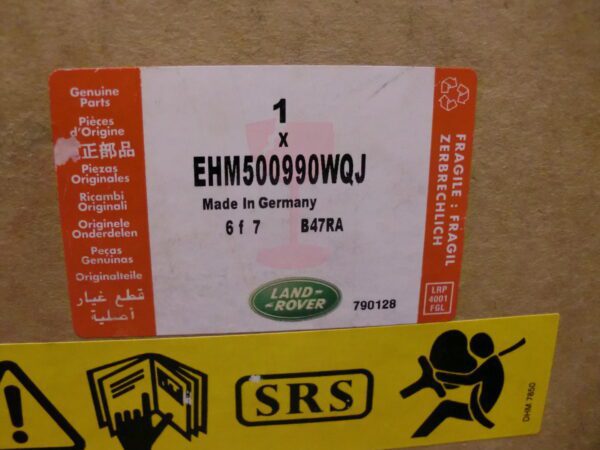 Genuine
Parts
Pièces
d'Origine
正部品
Piezas
Originales
Ricambi
Originali
Originele
Onderdelen
Peças
Genuínas
Originalteile
قطع غيار
أصلية
1
x
EHM500990WQJ
Made In Germany
6 f 7 B47RA
LAND-
-ROVER
790128
FRAGILE : FRAGIL
ZERBRECHLICH
LRP
4001
FGL
SRS
DHM 7850